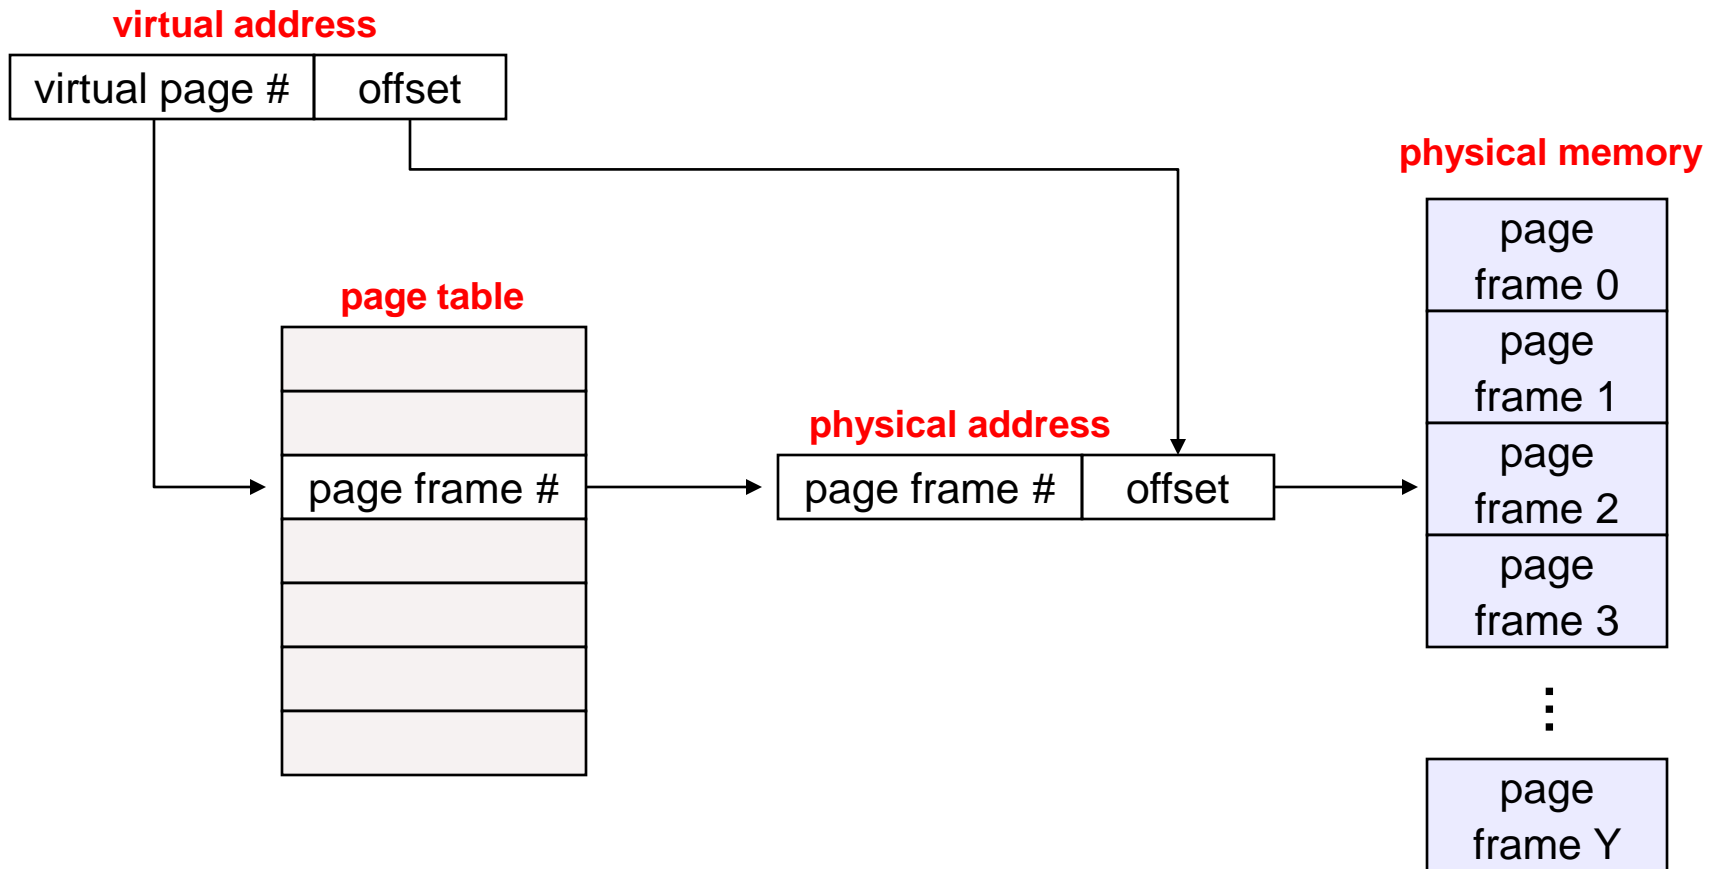 virtual address
virtual page # offset
physical memory
page
frame 0
page table
page
frame 1
physical address
page
page frame # page frame # offset
frame 2
page
frame 3
⋮
page
frame Y